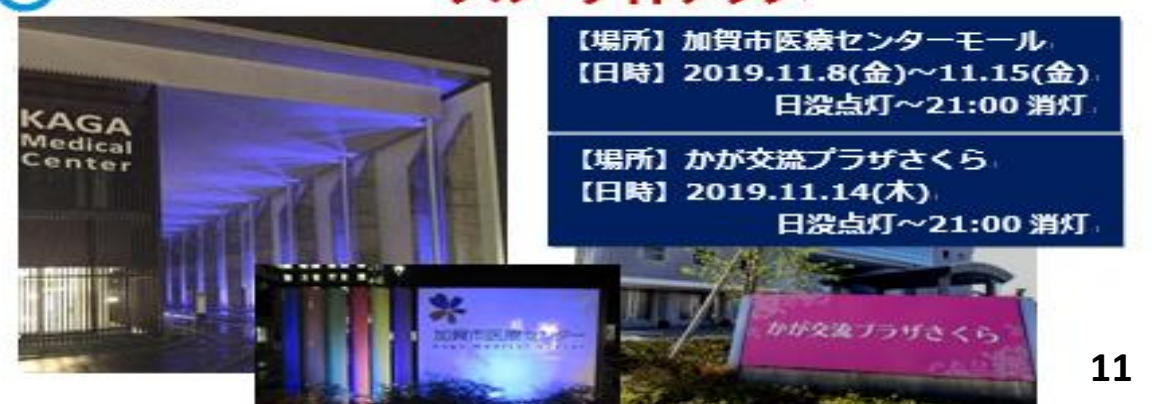 【場所】加賀市医療センターモール
【日時】2019.11.8(金)～11.15(金)
日没点灯～21:00 消灯
【場所】かが交流プラザさくら
【日時】2019.11.14(木)
日没点灯～21:00 消灯
KAGA
Medical
Center
加賀市医療センター
Kaga Medical Center
かが交流プラザさくら
11